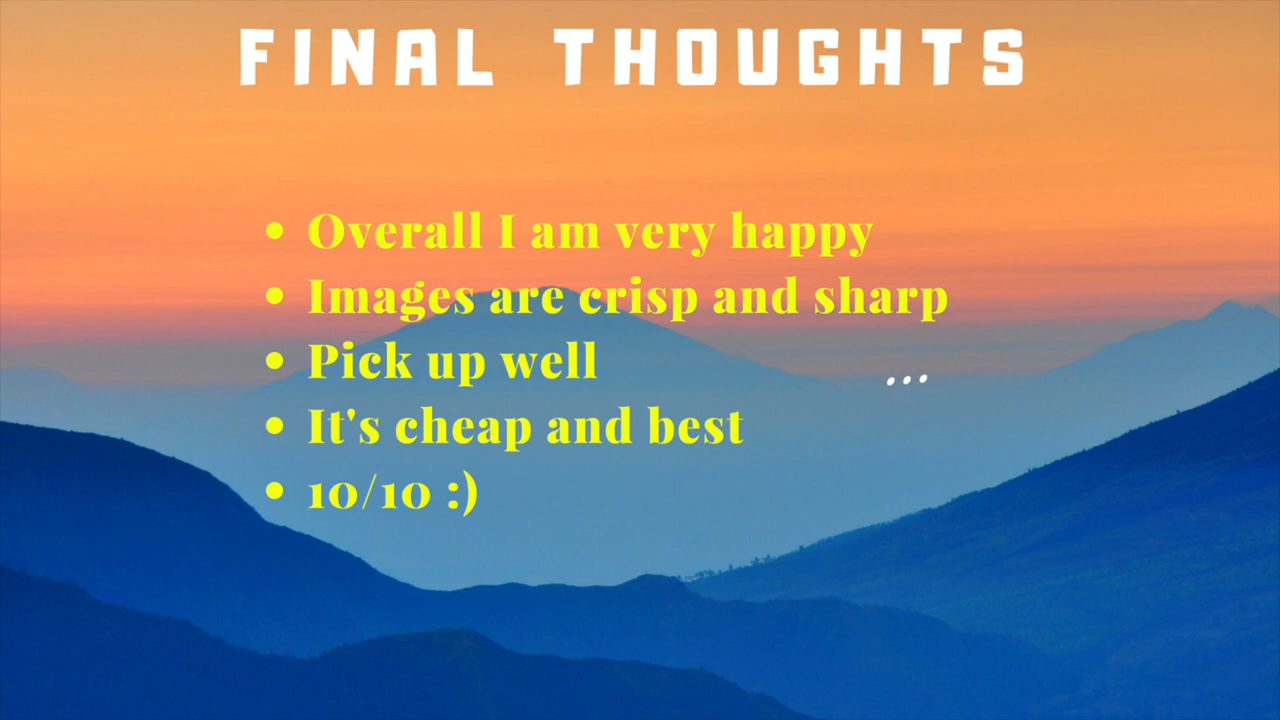 FINAL THOUGHTS
• Overall I am very happy
• Images are crisp and sharp
• Pick up well
...
• It's cheap and best
• 10/10 :)